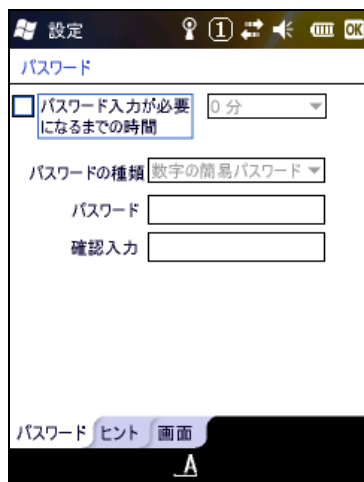 設定 1 OK
パスワード
パスワード入力が必要 0 分
になるまでの時間
パスワードの種類 数字の簡易パスワード
パスワード
確認入力
パスワード ヒント 画面
A